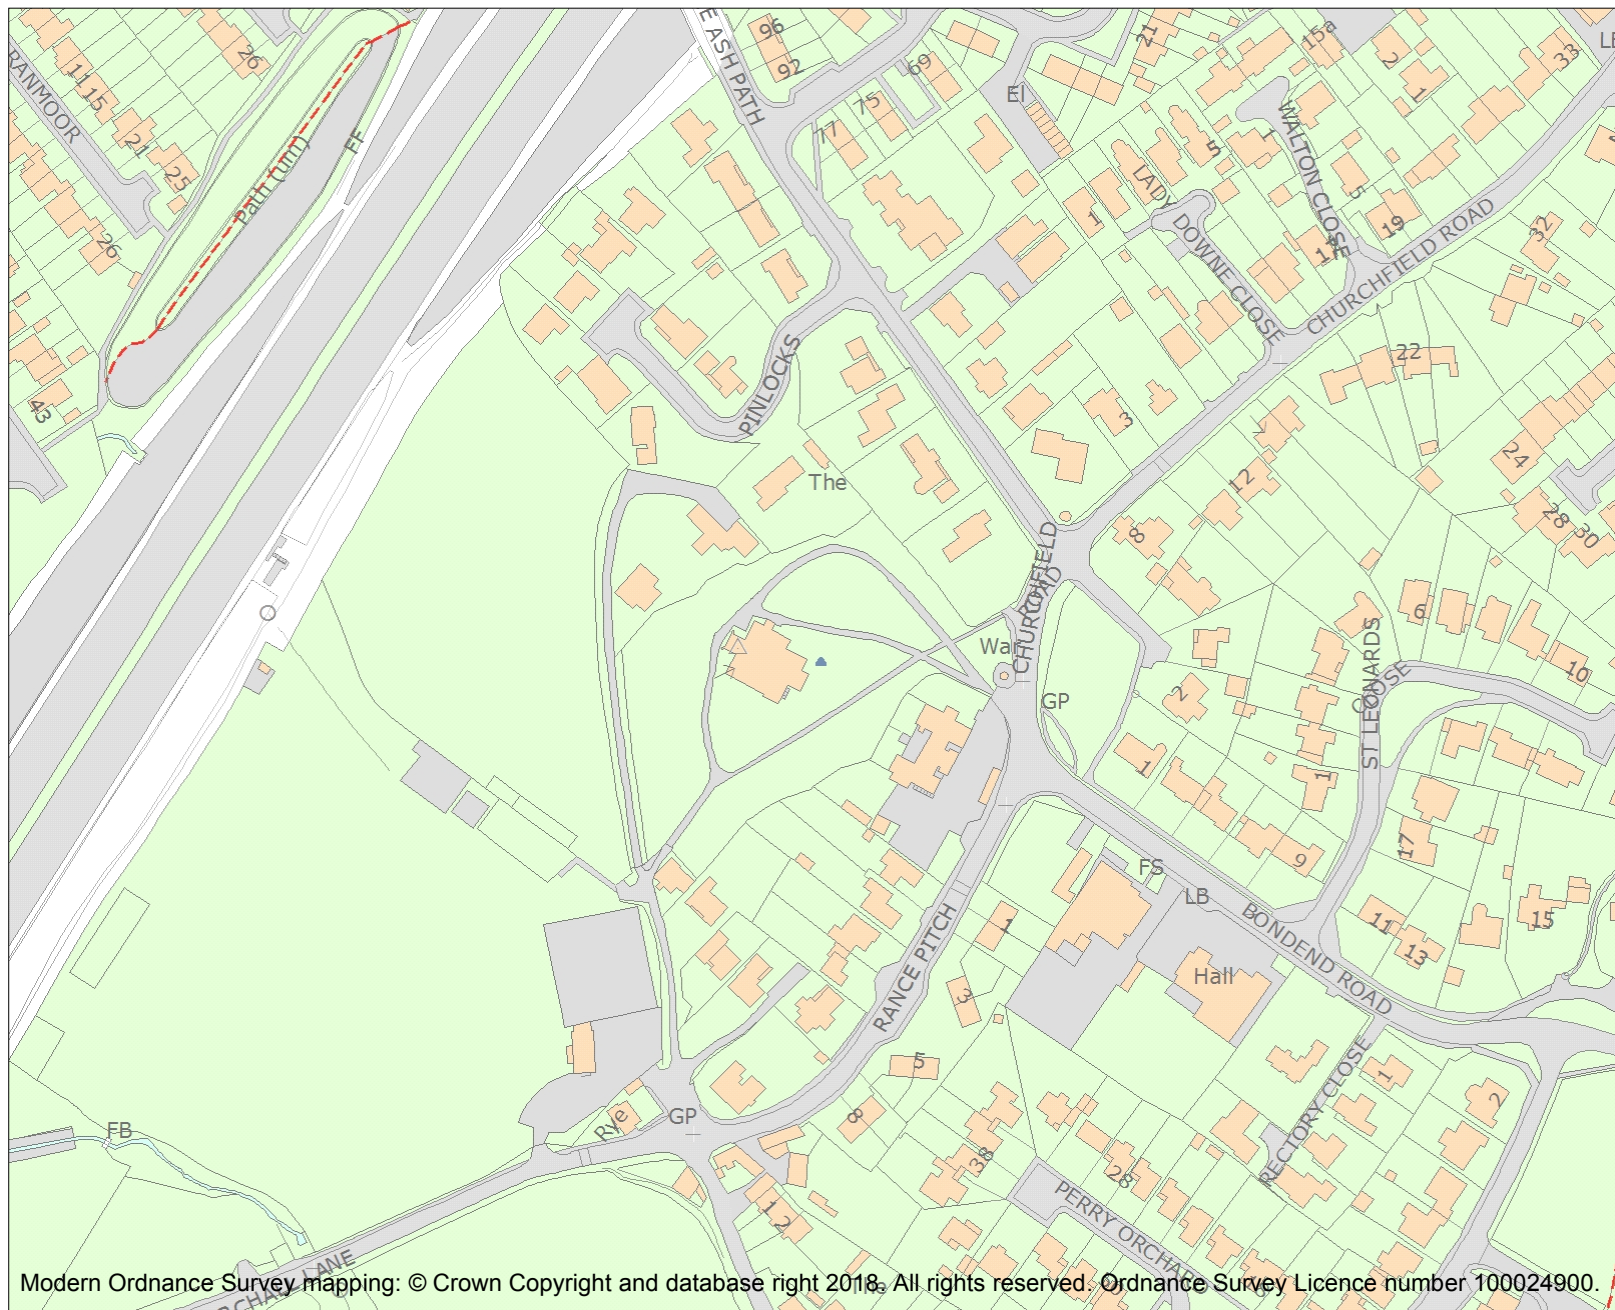 E ASH PATH
96
92
69
75
77
El
21
15a
2
1
33
26
RANMOOR
11
15
21
25
26
43
Path (um)
FF
WALTON CLOSE
1
5
5
LADY DOWNE CLOSE
1
19
17
CHURCHFIELD ROAD
32
22
24
28
30
3
12
8
PINLOCKS
The
CHURCHFIELD
ROAD
War
GP
2
1
6
10
ST LEONARDS
CLOSE
1
17
9
11
13
15
FS
LB
BONDEND ROAD
Hall
RANCE PITCH
1
3
5
8
38
28
Rye
GP
FB
1 2
RECTORY CLOSE
1
2
PERRY ORCHARD
LANE
Modern Ordnance Survey mapping: © Crown Copyright and database right 2018. All rights reserved. Ordnance Survey Licence number 100024900.